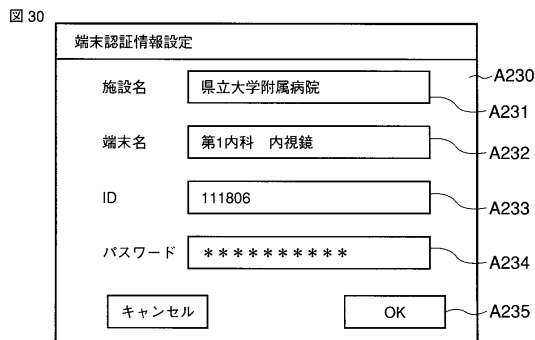 図 30
端末認証情報設定
A230
施設名 県立大学附属病院
A231
端末名 第1内科 内視鏡
A232
ID 111806
A233
パスワード **********
A234
キャンセル OK A235